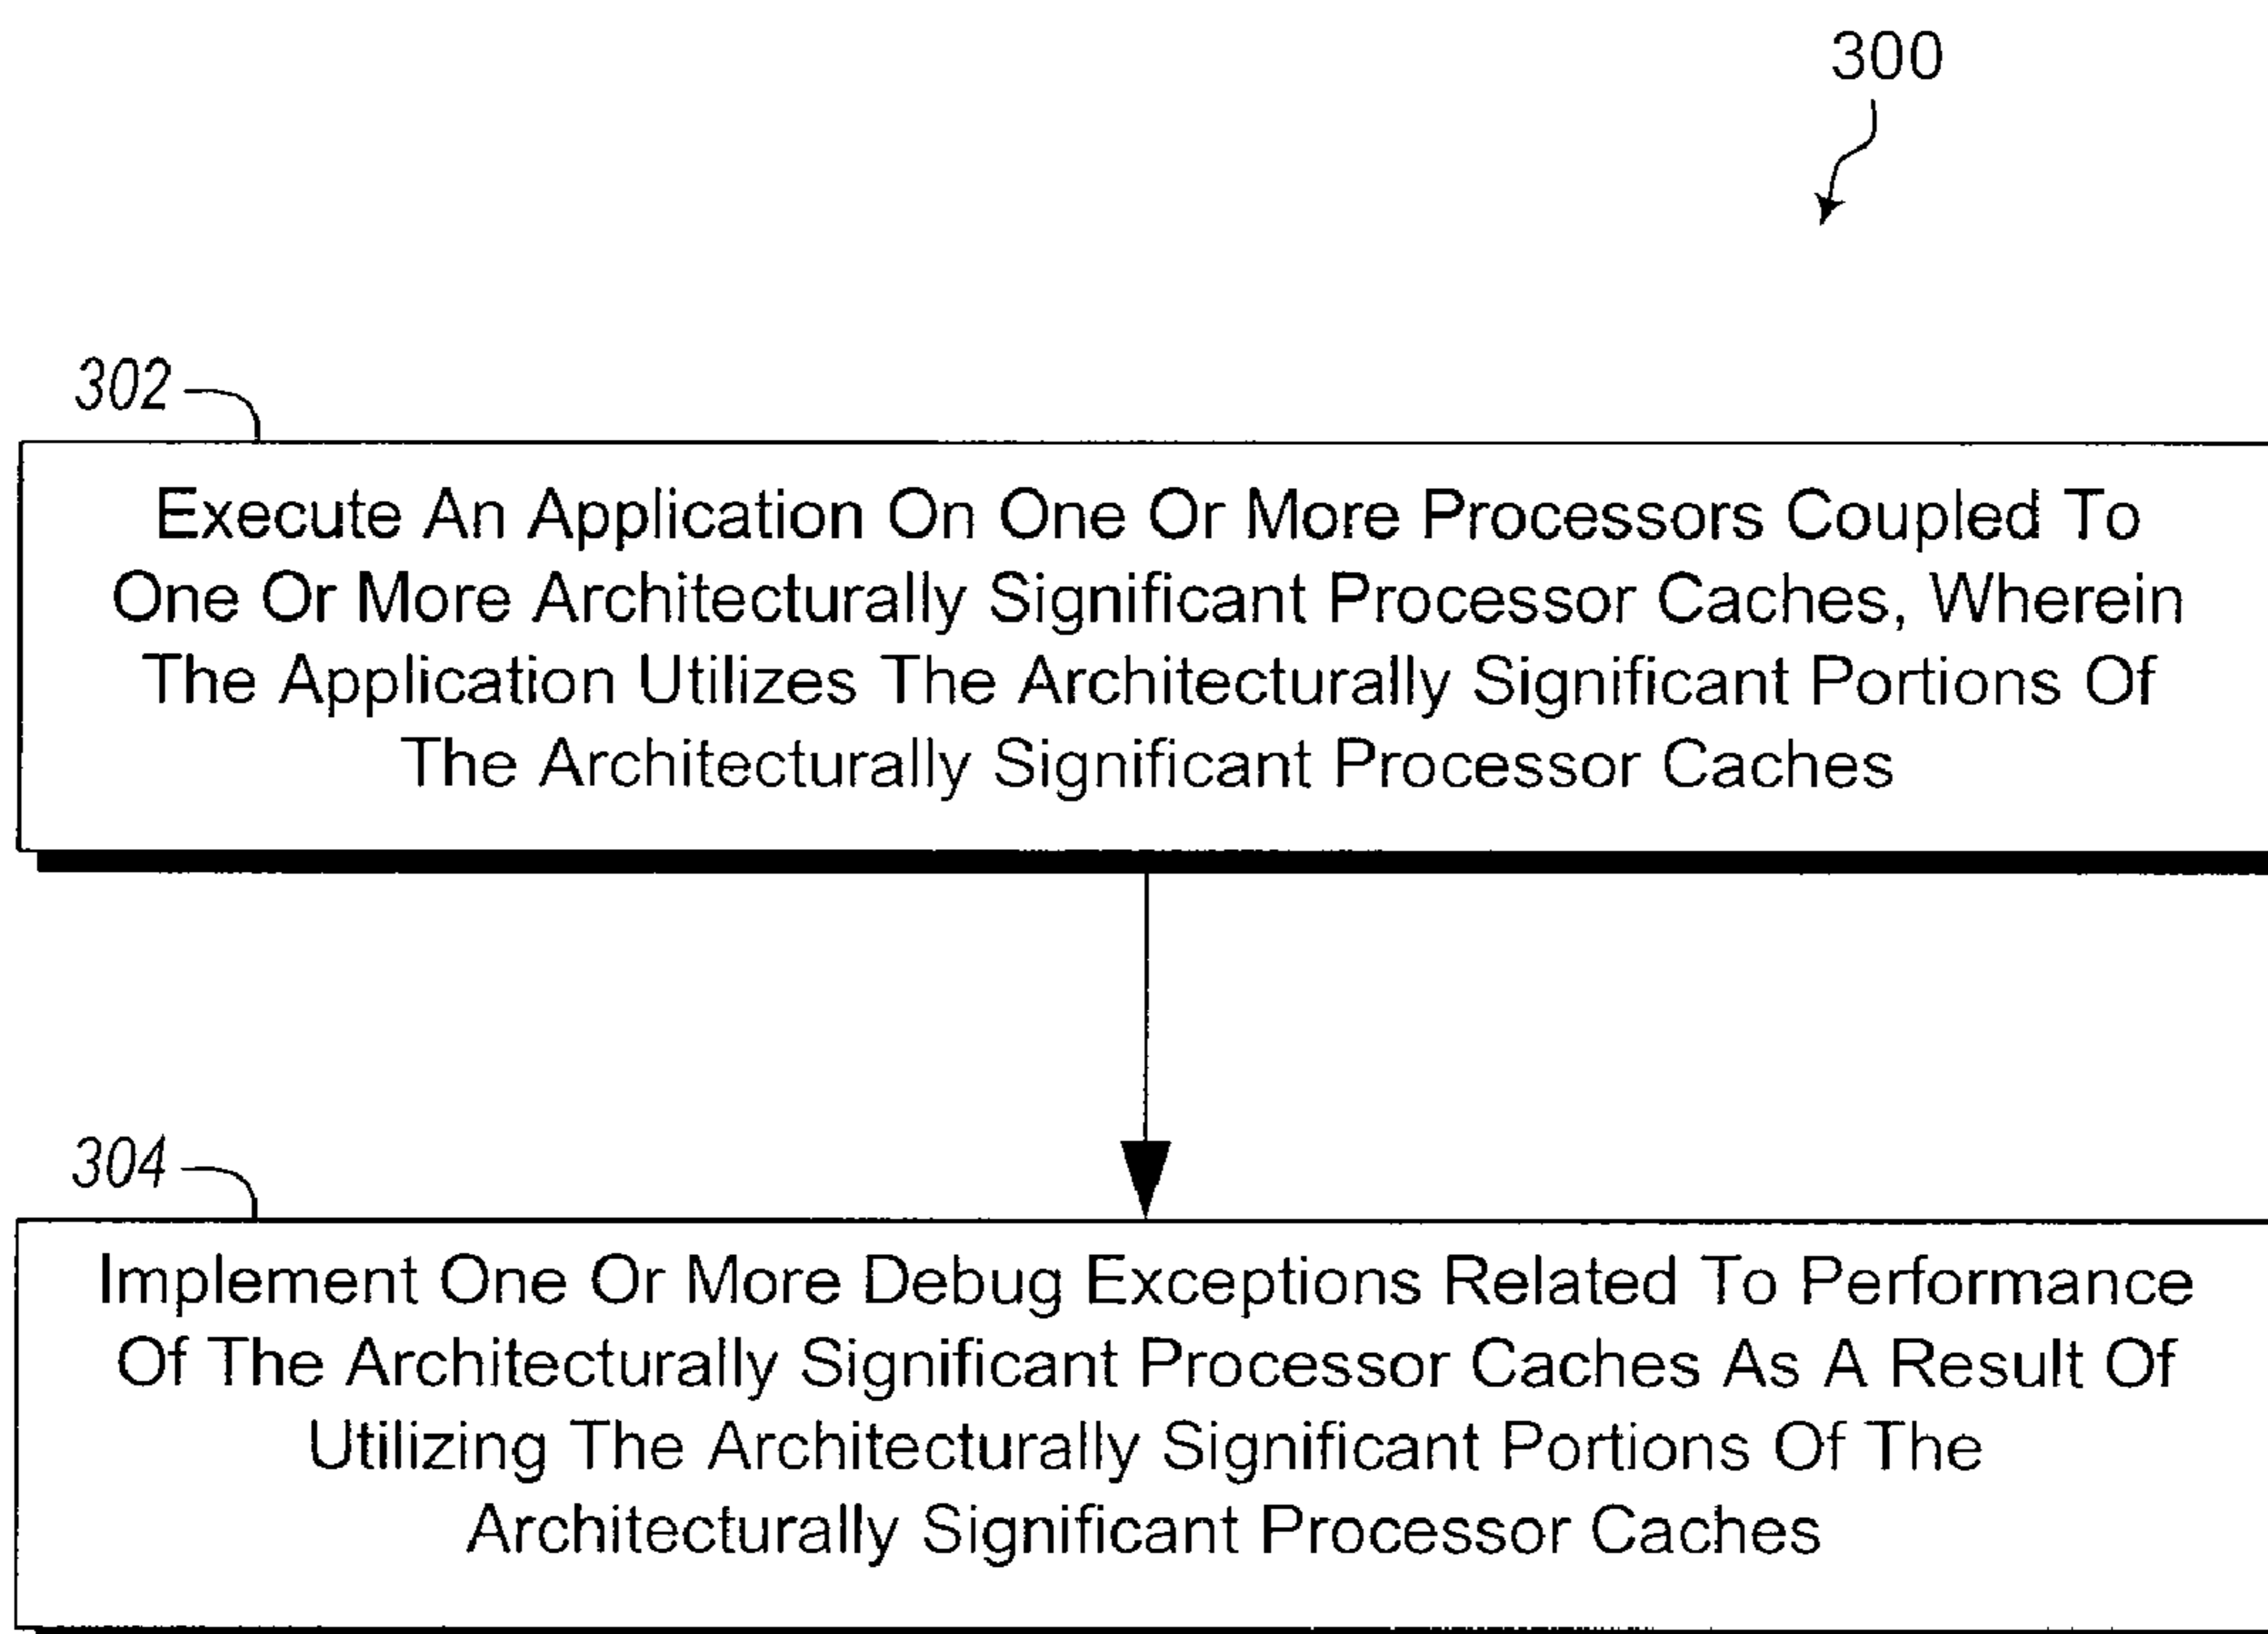 300
302
Execute An Application On One Or More Processors Coupled To
One Or More Architecturally Significant Processor Caches, Wherein
The Application Utilizes The Architecturally Significant Portions Of
The Architecturally Significant Processor Caches
304
Implement One Or More Debug Exceptions Related To Performance
Of The Architecturally Significant Processor Caches As A Result Of
Utilizing The Architecturally Significant Portions Of The
Architecturally Significant Processor Caches